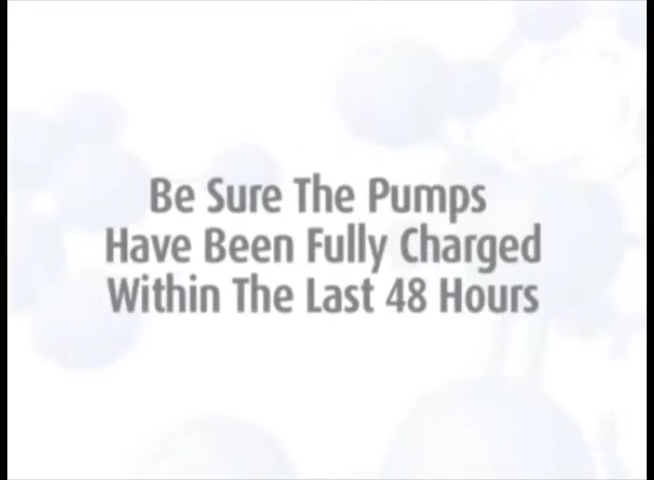 Be Sure The Pumps
Have Been Fully Charged
Within The Last 48 Hours